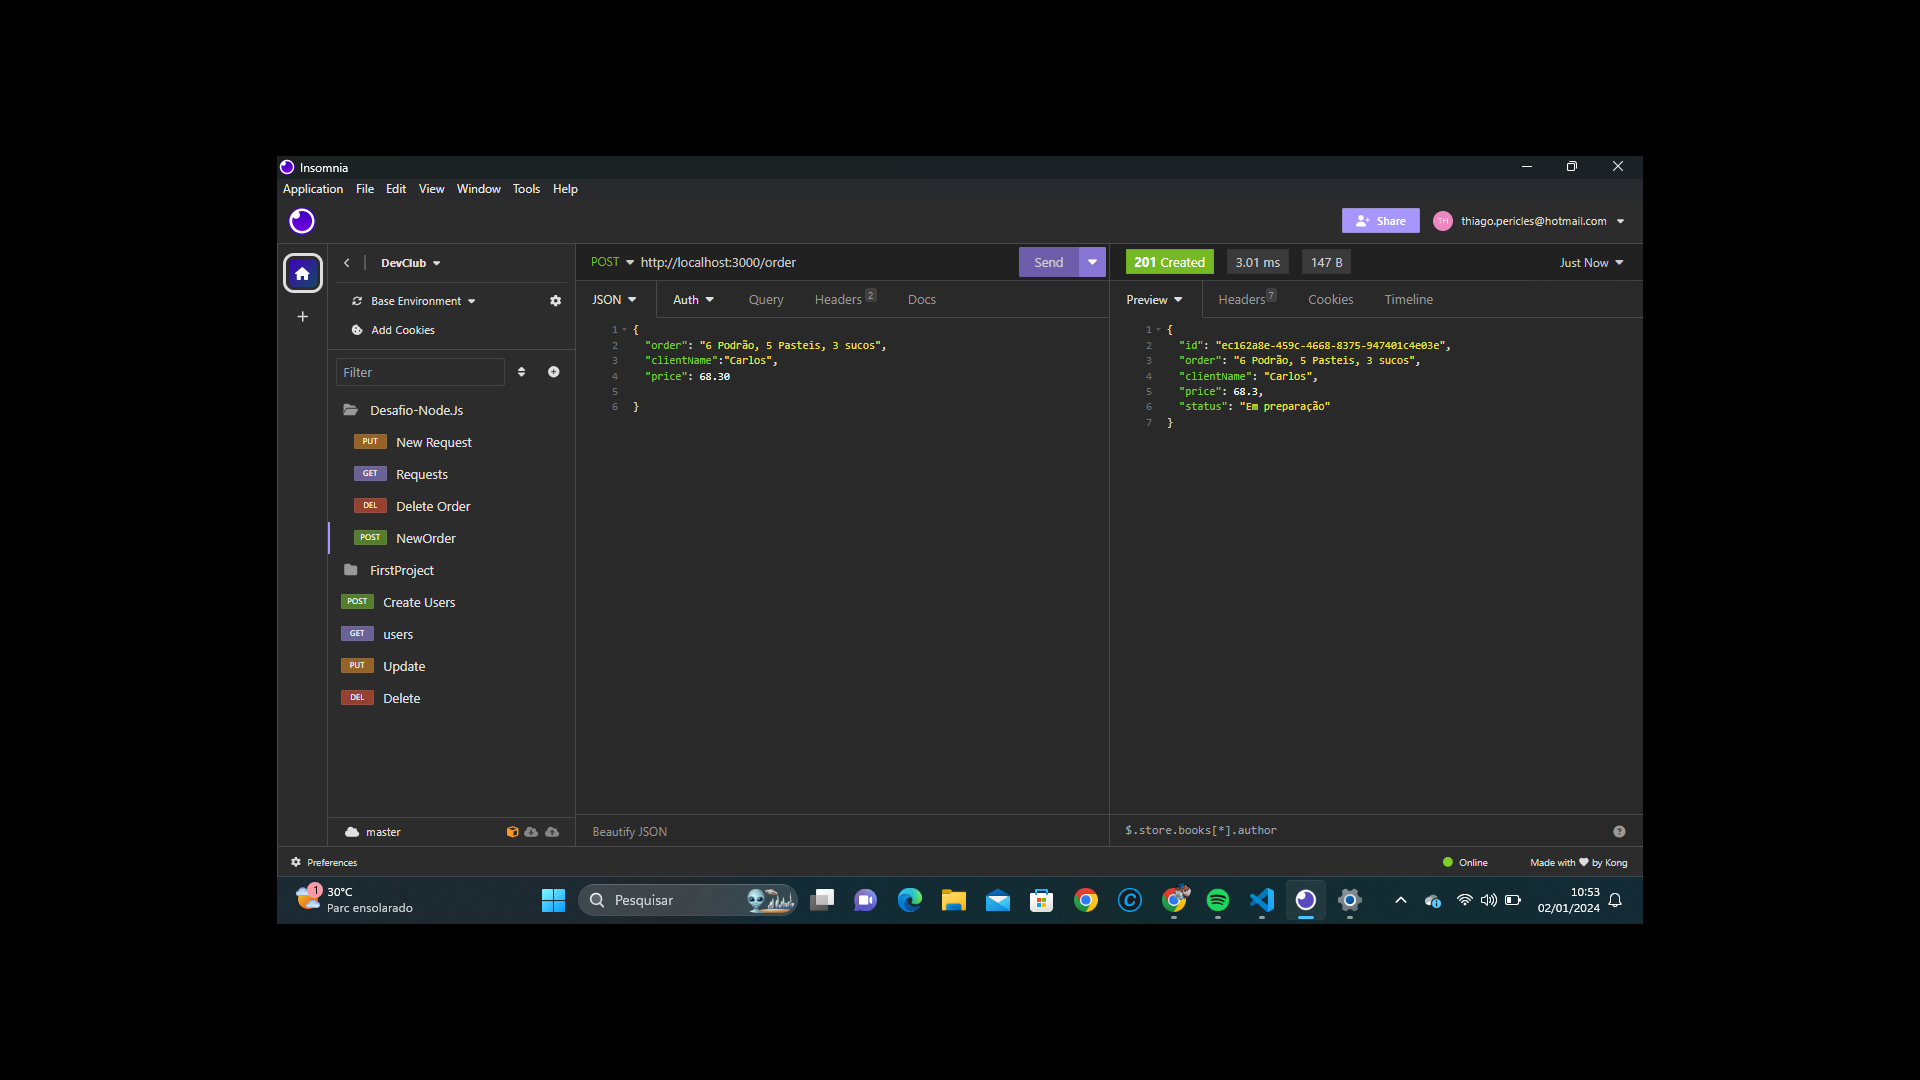 Insomnia
Application File Edit View Window Tools Help
Share
TH
thiago.pericles@hotmail.com
DevClub
Base Environment
Add Cookies
Filter
Desafio-Node.Js
PUT New Request
GET Requests
DEL Delete Order
POST NewOrder
FirstProject
POST Create Users
GET users
PUT Update
DEL Delete
master
POST http://localhost:3000/order
Send
JSON Auth Query Headers 2 Docs
1 {
2 "order": "6 Podrão, 5 Pasteis, 3 sucos",
3 "clientName":"Carlos",
4 "price": 68.30
5
6 }
Beautify JSON
201 Created 3.01 ms 147 B Just Now
Preview Headers 7 Cookies Timeline
1 {
2 "id": "ec162a8e-459c-4668-8375-947401c4e03e",
3 "order": "6 Podrão, 5 Pasteis, 3 sucos",
4 "clientName": "Carlos",
5 "price": 68.3,
6 "status": "Em preparação"
7 }
$.store.books[*].author
Preferences
Online
Made with ❤ by Kong
1
30°C
Parc ensolarado
Pesquisar
10:53
02/01/2024